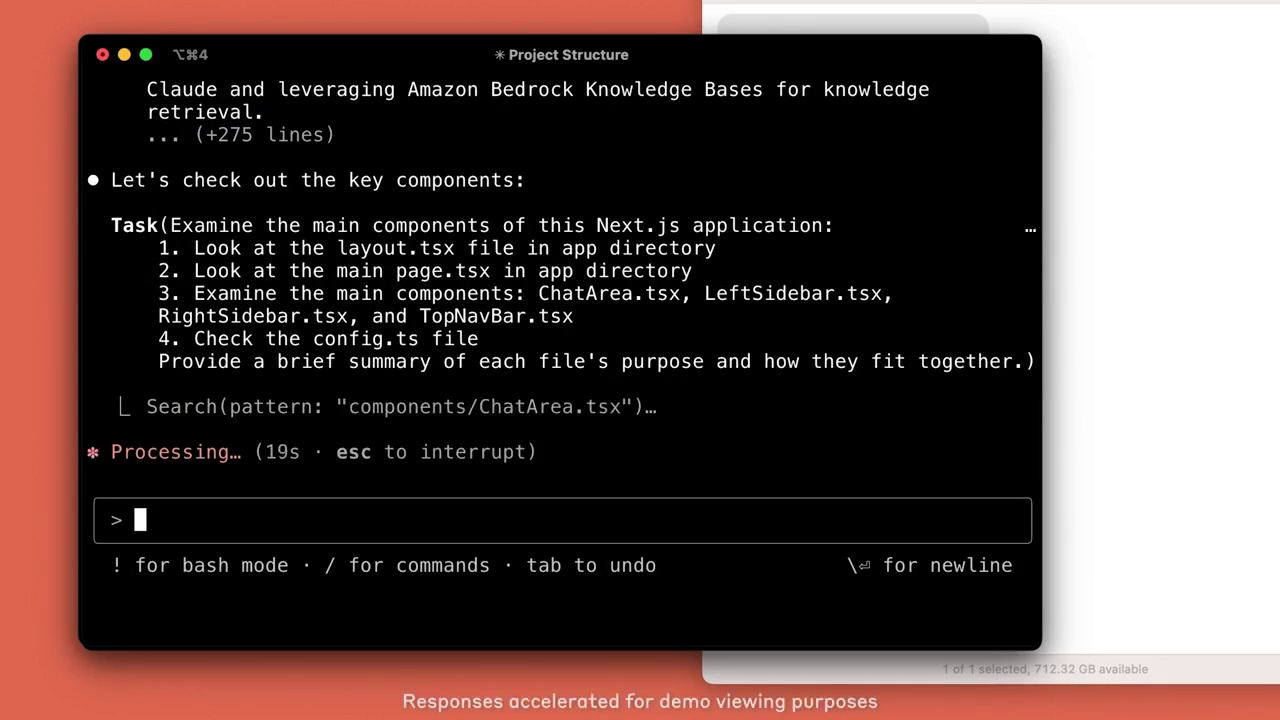 ⌥⌘4
✳ Project Structure
Claude and leveraging Amazon Bedrock Knowledge Bases for knowledge
retrieval.
... (+275 lines)
● Let's check out the key components:
Task(Examine the main components of this Next.js application: …
1. Look at the layout.tsx file in app directory
2. Look at the main page.tsx in app directory
3. Examine the main components: ChatArea.tsx, LeftSidebar.tsx,
RightSidebar.tsx, and TopNavBar.tsx
4. Check the config.ts file
Provide a brief summary of each file's purpose and how they fit together.)
⎿ Search(pattern: "components/ChatArea.tsx")…
✽ Processing… (19s · esc to interrupt)
>
! for bash mode · / for commands · tab to undo \⏎ for newline
1 of 1 selected, 712.32 GB available
Responses accelerated for demo viewing purposes